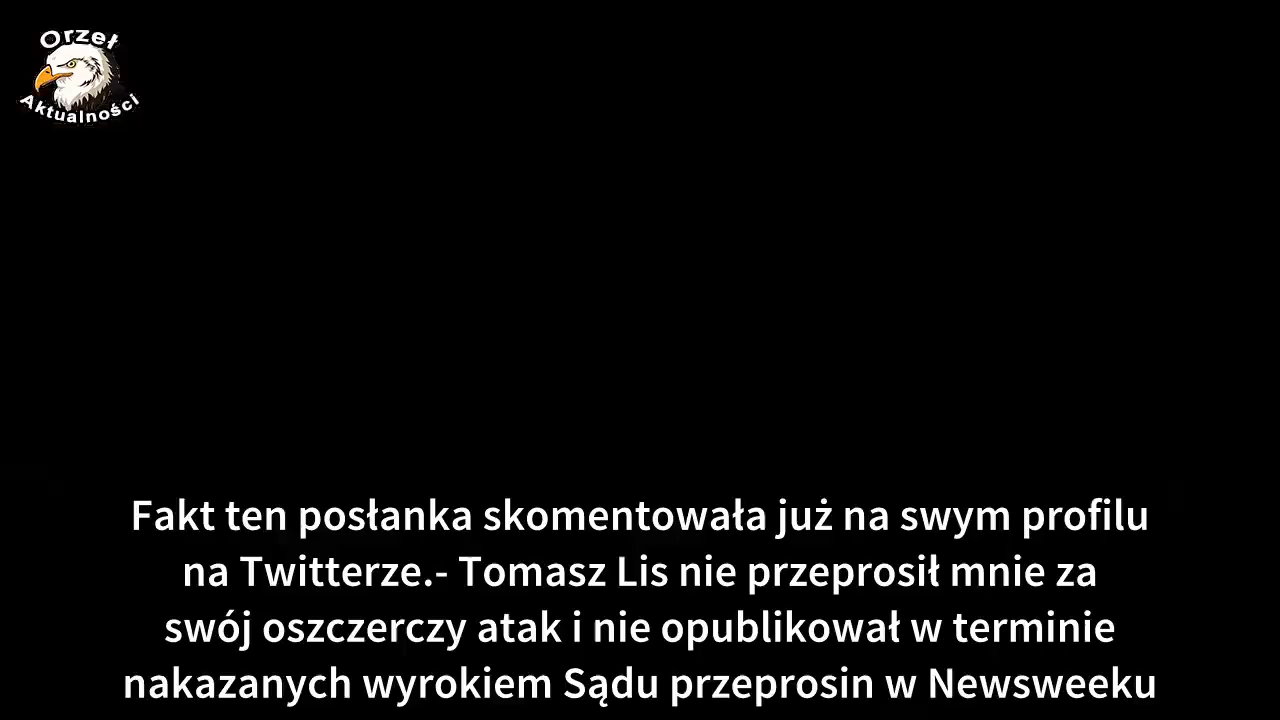 Orzeł
Aktualności
Fakt ten posłanka skomentowała już na swym profilu
na Twitterze.- Tomasz Lis nie przeprosił mnie za
swój oszczerczy atak i nie opublikował w terminie
nakazanych wyrokiem Sądu przeprosin w Newsweeku